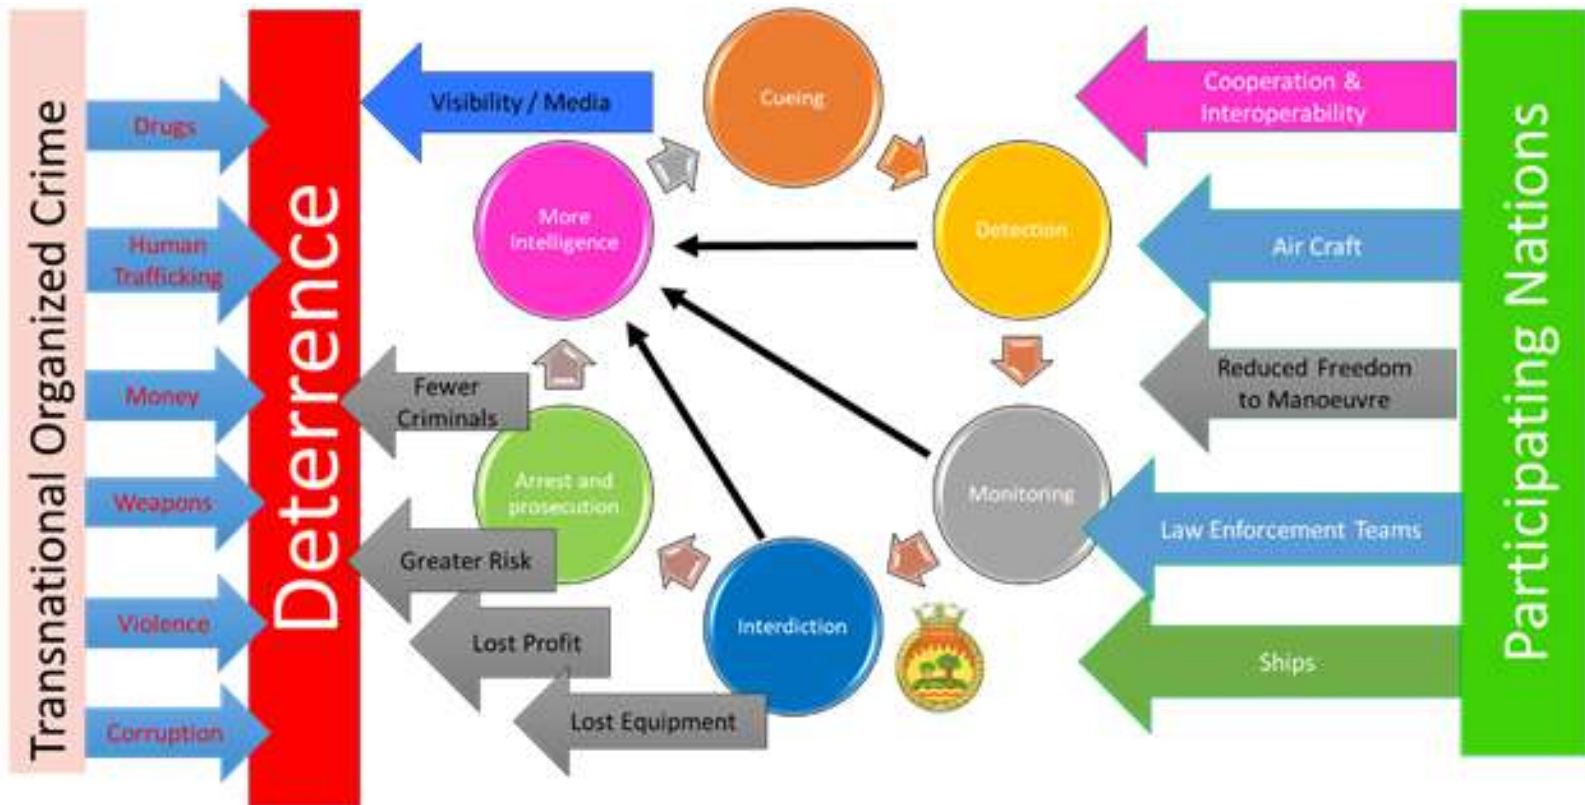 Transnational Organized Crime
Drugs
Human
Trafficking
Money
Weapons
Violence
Corruption
Deterrence
Visibility / Media
Fewer
Criminals
Greater Risk
Lost Profit
Lost Equipment
Cueing
Detection
Monitoring
Interdiction
Arrest and
prosecution
More
Intelligence
Cooperation &
Interoperability
Air Craft
Reduced Freedom
to Manoeuvre
Law Enforcement Teams
Ships
Participating Nations